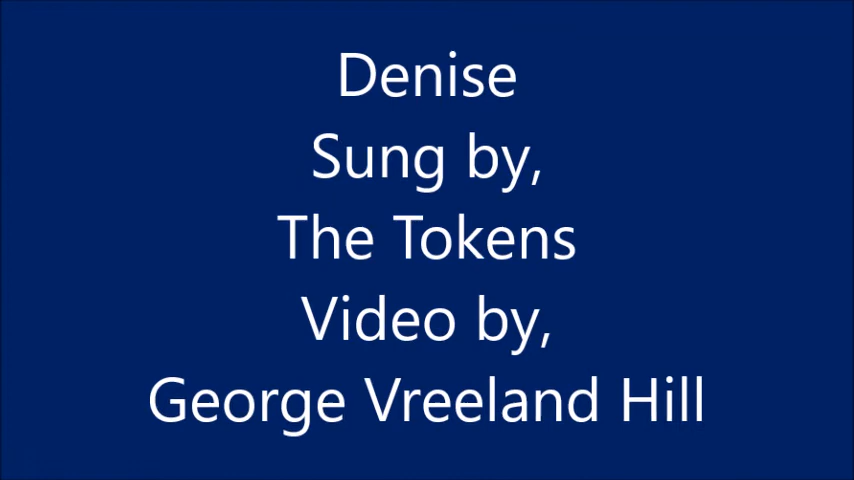 Denise
Sung by,
The Tokens
Video by,
George Vreeland Hill